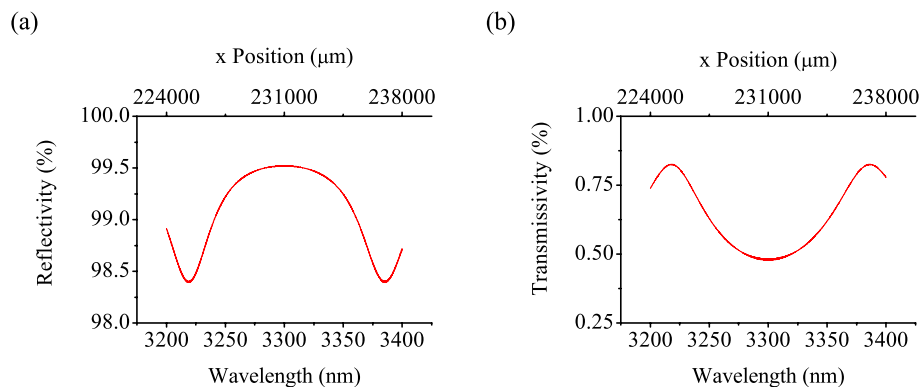 (a)
x Position (μm)
224000 231000 238000
100.0
99.5
99.0
98.5
98.0
Reflectivity (%)
3200 3250 3300 3350 3400
Wavelength (nm)
(b)
x Position (μm)
224000 231000 238000
1.00
0.75
0.50
0.25
Transmissivity (%)
3200 3250 3300 3350 3400
Wavelength (nm)